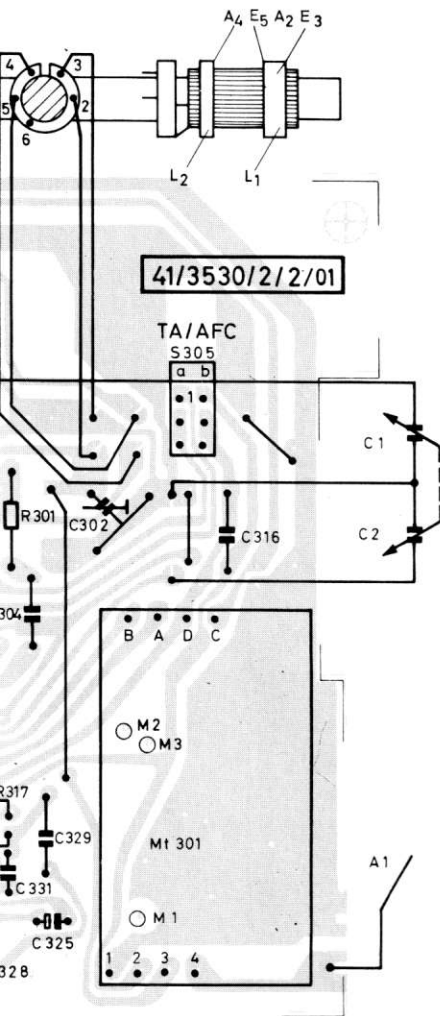 A4 E5 A2 E3
4 3
5 2
6
L2 L1
41/3530/2/2/01
TA/AFC
S305
a b
1
C1
R301
C302
C316
C2
304
B A D C
M2
M3
R317
C329
Mt 301
A1
C331
M1
C325
328
1 2 3 4